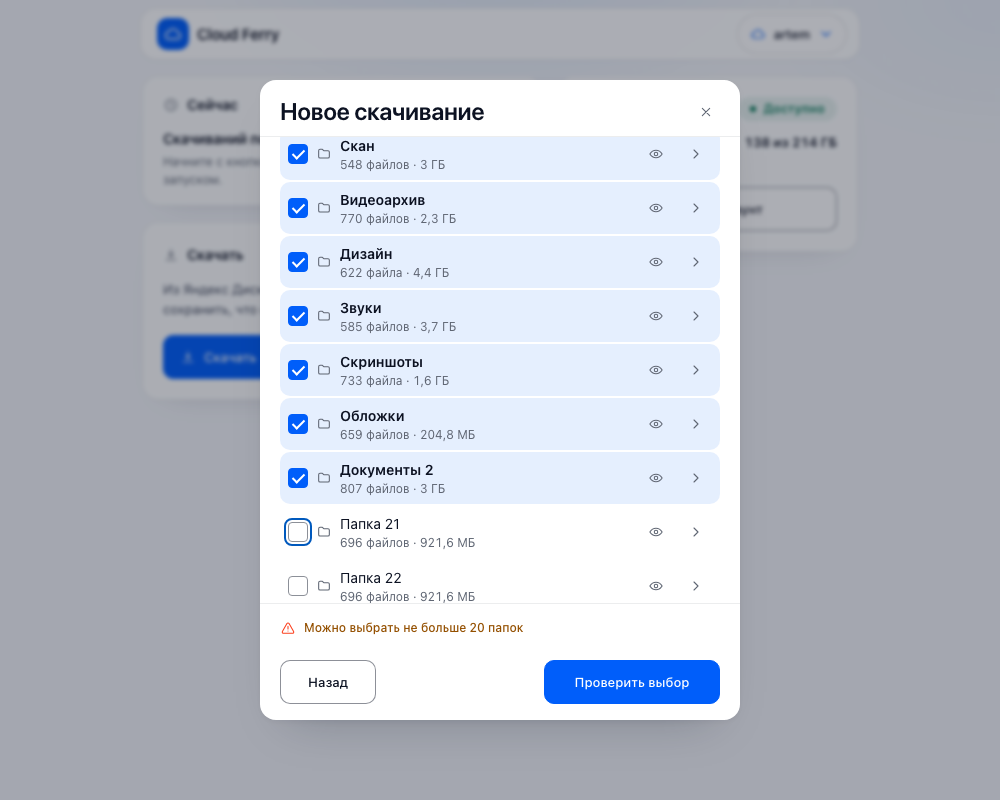 Cloud Ferry
artem
Сейчас
Доступно
Новое скачивание
138 из 214 ГБ
Скан
548 файлов · 3 ГБ
Видеоархив
770 файлов · 2,3 ГБ
Дизайн
622 файла · 4,4 ГБ
Скачать
Звуки
585 файлов · 3,7 ГБ
сохранить, что
Скачать
Скриншоты
733 файла · 1,6 ГБ
Обложки
659 файлов · 204,8 МБ
Документы 2
807 файлов · 3 ГБ
Папка 21
696 файлов · 921,6 МБ
Папка 22
696 файлов · 921,6 МБ
Можно выбрать не больше 20 папок
Назад
Проверить выбор